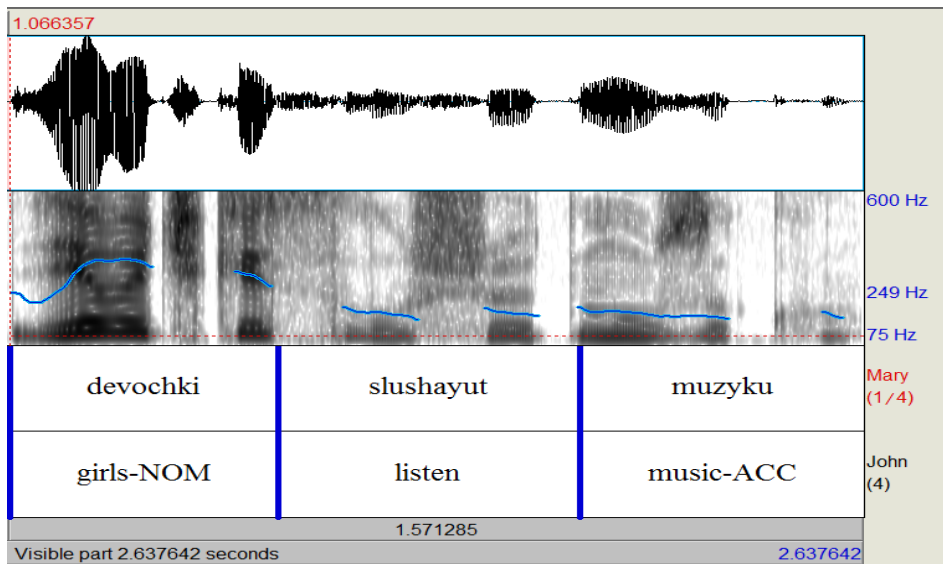 1.066357
600 Hz
249 Hz
75 Hz
devochki slushayut muzyku Mary
(1/4)
girls-NOM listen music-ACC John
(4)
1.571285
Visible part 2.637642 seconds 2.637642